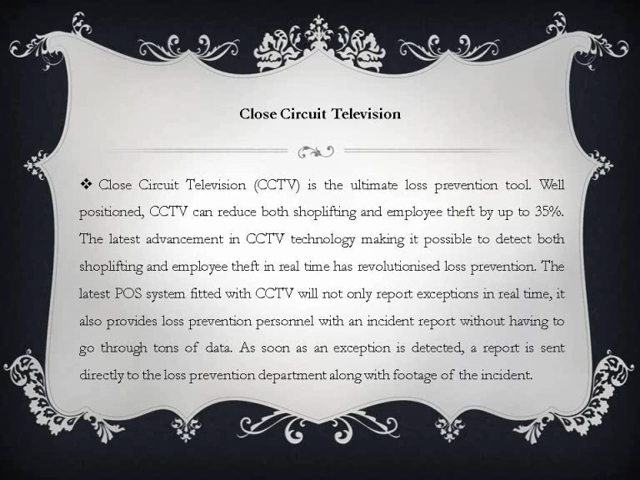 Close Circuit Television
❖ Close Circuit Television (CCTV) is the ultimate loss prevention tool. Well
positioned, CCTV can reduce both shoplifting and employee theft by up to 35%.
The latest advancement in CCTV technology making it possible to detect both
shoplifting and employee theft in real time has revolutionised loss prevention. The
latest POS system fitted with CCTV will not only report exceptions in real time, it
also provides loss prevention personnel with an incident report without having to
go through tons of data. As soon as an exception is detected, a report is sent
directly to the loss prevention department along with footage of the incident.